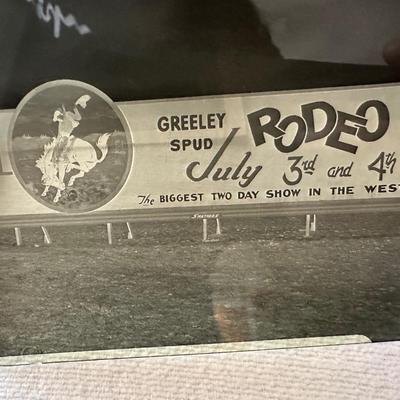 GREELEY
SPUD RODEO
July 3rd and 4th
The BIGGEST TWO DAY SHOW IN THE WEST